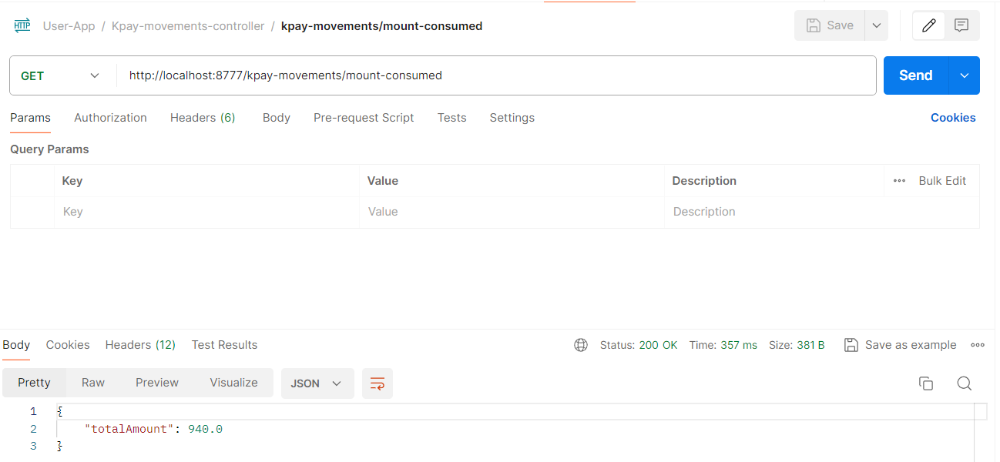 HTTP User-App / Kpay-movements-controller / kpay-movements/mount-consumed Save
GET http://localhost:8777/kpay-movements/mount-consumed Send
Params Authorization Headers (6) Body Pre-request Script Tests Settings Cookies
Query Params
Key Value Description ••• Bulk Edit
Key Value Description
Body Cookies Headers (12) Test Results Status: 200 OK Time: 357 ms Size: 381 B Save as example
Pretty Raw Preview Visualize JSON
1 {
2 "totalAmount": 940.0
3 }